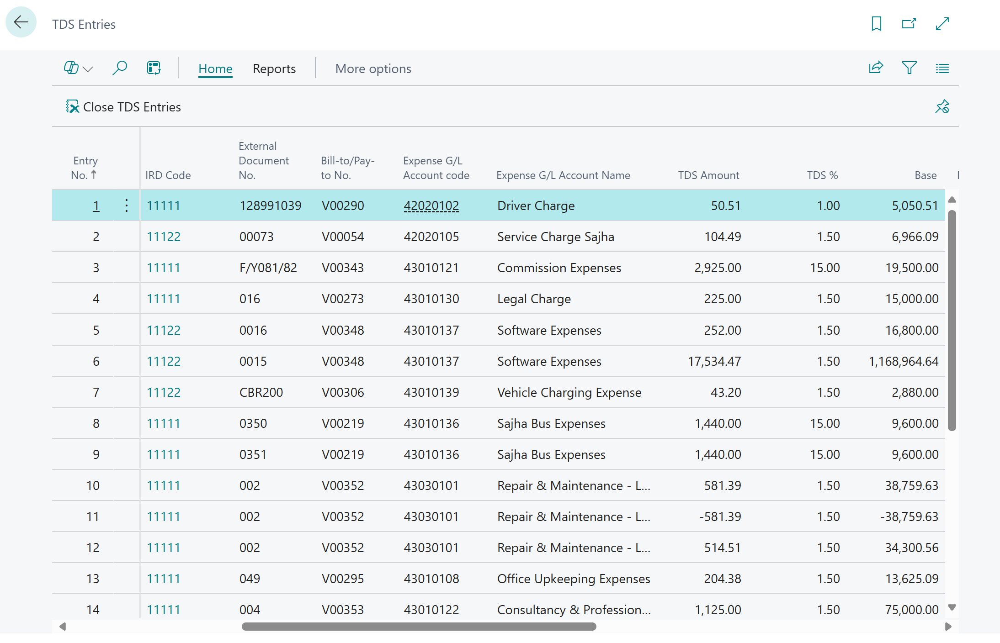 TDS Entries
Home Reports More options
Close TDS Entries
Entry No. ↑ IRD Code External Document No. Bill-to/Pay-to No. Expense G/L Account code Expense G/L Account Name TDS Amount TDS % Base
1 11111 128991039 V00290 42020102 Driver Charge 50.51 1.00 5,050.51
2 11122 00073 V00054 42020105 Service Charge Sajha 104.49 1.50 6,966.09
3 11111 F/Y081/82 V00343 43010121 Commission Expenses 2,925.00 15.00 19,500.00
4 11111 016 V00273 43010130 Legal Charge 225.00 1.50 15,000.00
5 11122 0016 V00348 43010137 Software Expenses 252.00 1.50 16,800.00
6 11122 0015 V00348 43010137 Software Expenses 17,534.47 1.50 1,168,964.64
7 11122 CBR200 V00306 43010139 Vehicle Charging Expense 43.20 1.50 2,880.00
8 11111 0350 V00219 43010136 Sajha Bus Expenses 1,440.00 15.00 9,600.00
9 11111 0351 V00219 43010136 Sajha Bus Expenses 1,440.00 15.00 9,600.00
10 11111 002 V00352 43030101 Repair & Maintenance - L... 581.39 1.50 38,759.63
11 11111 002 V00352 43030101 Repair & Maintenance - L... -581.39 1.50 -38,759.63
12 11111 002 V00352 43030101 Repair & Maintenance - L... 514.51 1.50 34,300.56
13 11111 049 V00295 43010108 Office Upkeeping Expenses 204.38 1.50 13,625.09
14 11111 004 V00353 43010122 Consultancy & Profession... 1,125.00 1.50 75,000.00